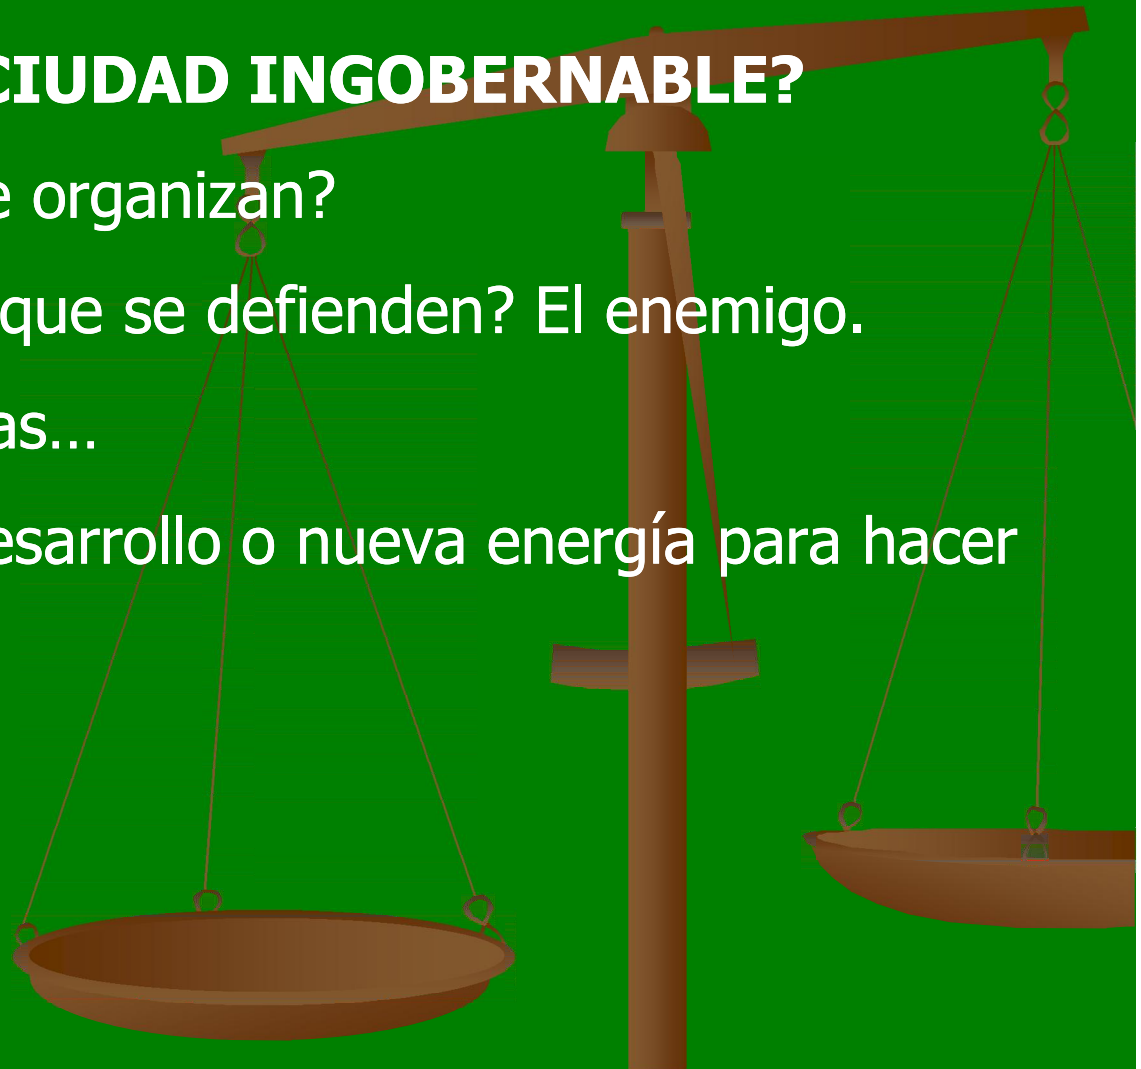 CIUDAD INGOBERNABLE?
e organizan?
que se defienden? El enemigo.
as...
esarrollo o nueva energía para hacer